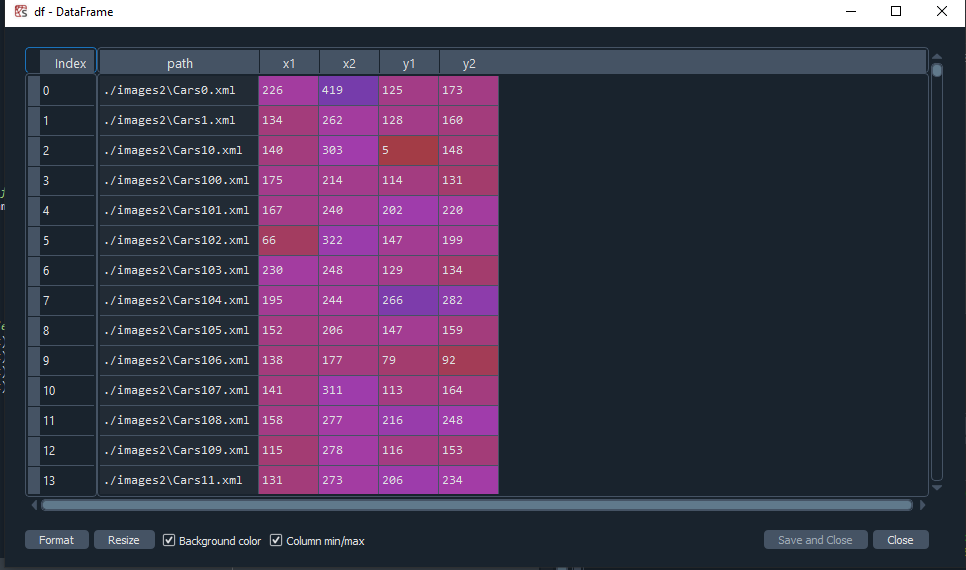 df - DataFrame
Index path x1 x2 y1 y2
0 ./images2\Cars0.xml 226 419 125 173
1 ./images2\Cars1.xml 134 262 128 160
2 ./images2\Cars10.xml 140 303 5 148
3 ./images2\Cars100.xml 175 214 114 131
4 ./images2\Cars101.xml 167 240 202 220
5 ./images2\Cars102.xml 66 322 147 199
6 ./images2\Cars103.xml 230 248 129 134
7 ./images2\Cars104.xml 195 244 266 282
8 ./images2\Cars105.xml 152 206 147 159
9 ./images2\Cars106.xml 138 177 79 92
10 ./images2\Cars107.xml 141 311 113 164
11 ./images2\Cars108.xml 158 277 216 248
12 ./images2\Cars109.xml 115 278 116 153
13 ./images2\Cars11.xml 131 273 206 234
Format Resize Background color Column min/max Save and Close Close